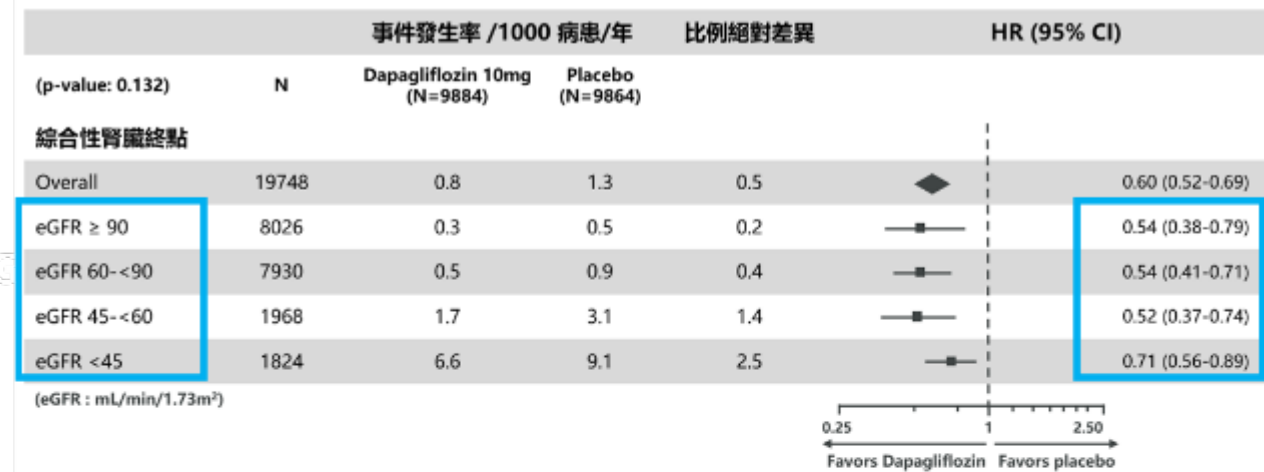 事件發生率 /1000 病患/年 比例絕對差異 HR (95% CI)
(p-value: 0.132) N Dapagliflozin 10mg (N=9884) Placebo (N=9864)
綜合性腎臟終點
Overall 19748 0.8 1.3 0.5 0.60 (0.52-0.69)
eGFR ≥ 90 8026 0.3 0.5 0.2 0.54 (0.38-0.79)
eGFR 60-<90 7930 0.5 0.9 0.4 0.54 (0.41-0.71)
eGFR 45-<60 1968 1.7 3.1 1.4 0.52 (0.37-0.74)
eGFR <45 1824 6.6 9.1 2.5 0.71 (0.56-0.89)
(eGFR : mL/min/1.73m²)
0.25 1 2.50
Favors Dapagliflozin Favors placebo